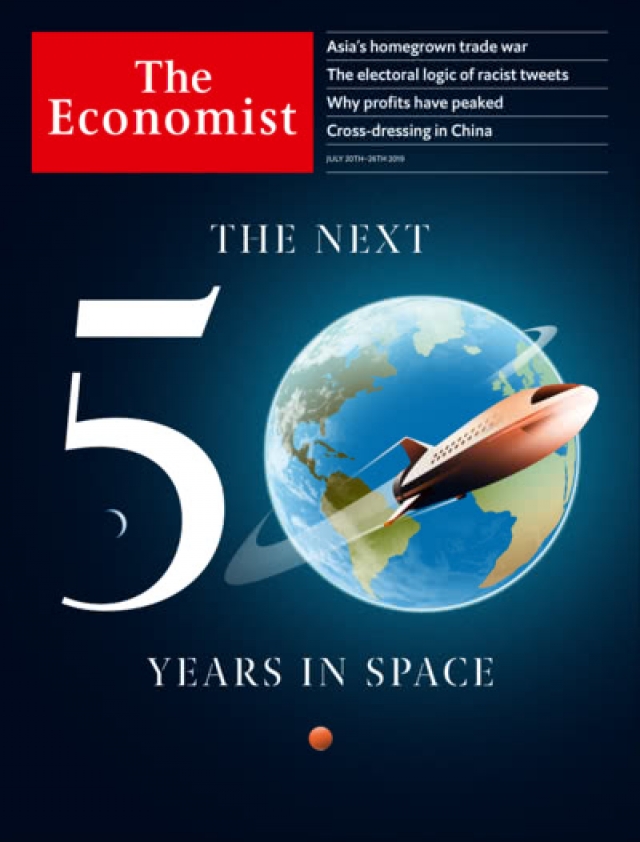 The
Economist
Asia's homegrown trade war
The electoral logic of racist tweets
Why profits have peaked
Cross-dressing in China
JULY 20TH–26TH 2019
THE NEXT
50
YEARS IN SPACE